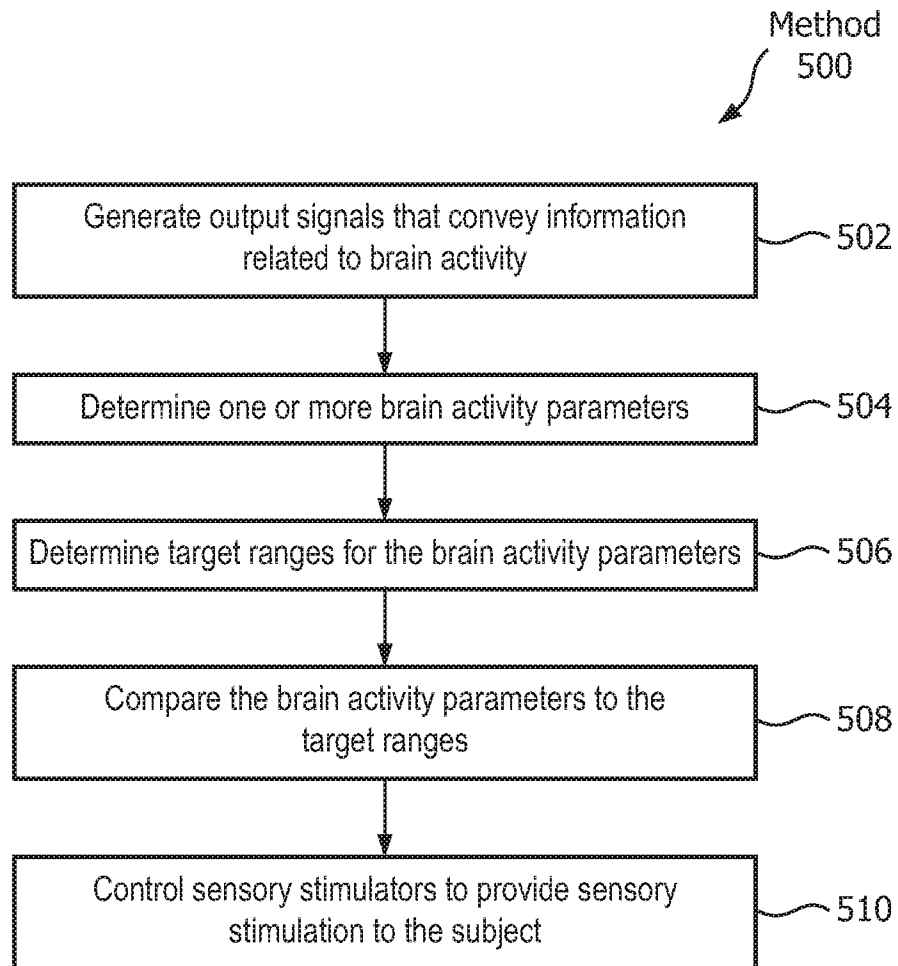 Method
500
Generate output signals that convey information
related to brain activity
502
Determine one or more brain activity parameters
504
Determine target ranges for the brain activity parameters
506
Compare the brain activity parameters to the
target ranges
508
Control sensory stimulators to provide sensory
stimulation to the subject
510